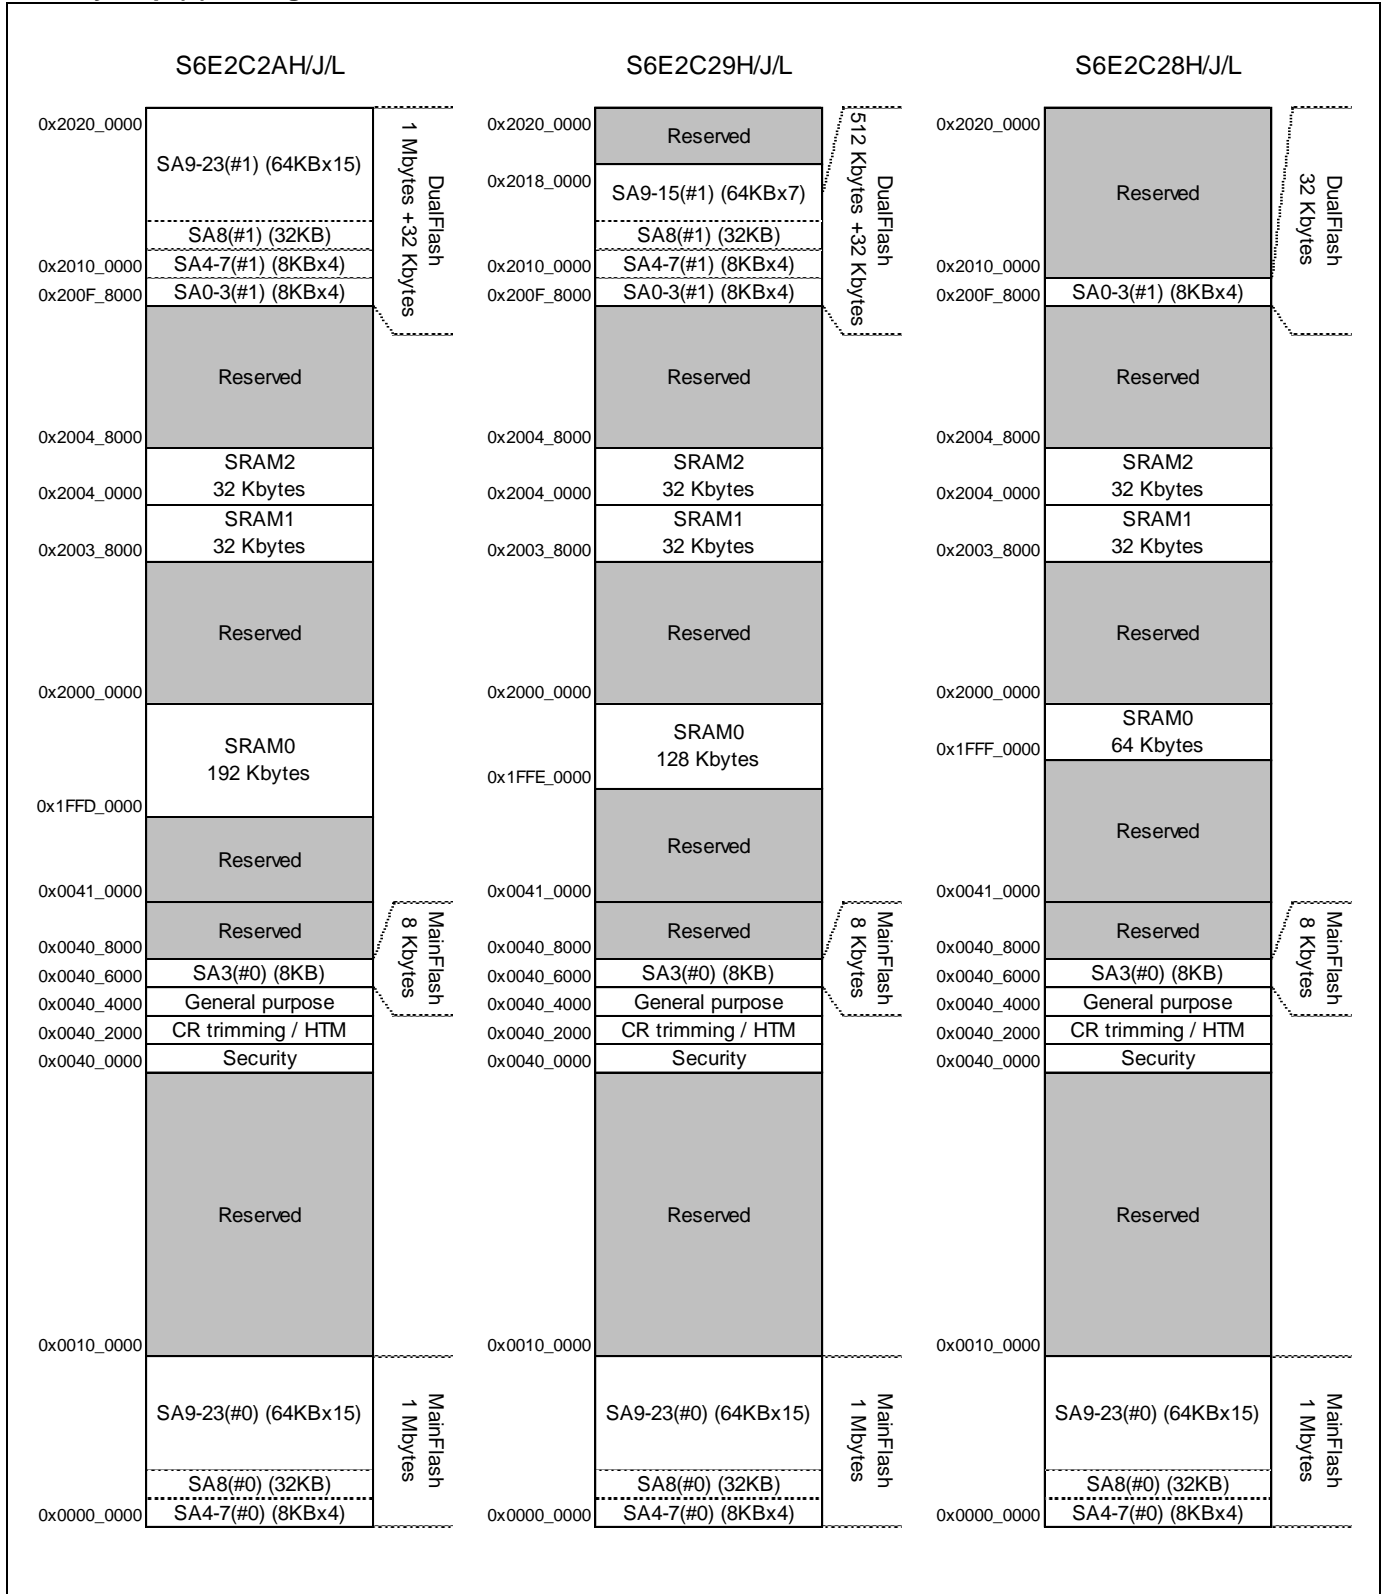 S6E2C2AH/J/L
0x2020_0000
SA9-23(#1) (64KBx15)
SA8(#1) (32KB)
0x2010_0000
SA4-7(#1) (8KBx4)
0x200F_8000
SA0-3(#1) (8KBx4)
DualFlash
1 Mbytes +32 Kbytes
Reserved
0x2004_8000
SRAM2
32 Kbytes
0x2004_0000
SRAM1
32 Kbytes
0x2003_8000
Reserved
0x2000_0000
SRAM0
192 Kbytes
0x1FFD_0000
Reserved
0x0041_0000
Reserved
0x0040_8000
SA3(#0) (8KB)
0x0040_6000
General purpose
0x0040_4000
CR trimming / HTM
0x0040_2000
Security
0x0040_0000
MainFlash
8 Kbytes
Reserved
0x0010_0000
SA9-23(#0) (64KBx15)
SA8(#0) (32KB)
SA4-7(#0) (8KBx4)
0x0000_0000
MainFlash
1 Mbytes
S6E2C29H/J/L
0x2020_0000
Reserved
0x2018_0000
SA9-15(#1) (64KBx7)
SA8(#1) (32KB)
0x2010_0000
SA4-7(#1) (8KBx4)
0x200F_8000
SA0-3(#1) (8KBx4)
DualFlash
512 Kbytes +32 Kbytes
Reserved
0x2004_8000
SRAM2
32 Kbytes
0x2004_0000
SRAM1
32 Kbytes
0x2003_8000
Reserved
0x2000_0000
SRAM0
128 Kbytes
0x1FFE_0000
Reserved
0x0041_0000
Reserved
0x0040_8000
SA3(#0) (8KB)
0x0040_6000
General purpose
0x0040_4000
CR trimming / HTM
0x0040_2000
Security
0x0040_0000
MainFlash
8 Kbytes
Reserved
0x0010_0000
SA9-23(#0) (64KBx15)
SA8(#0) (32KB)
SA4-7(#0) (8KBx4)
0x0000_0000
MainFlash
1 Mbytes
S6E2C28H/J/L
0x2020_0000
Reserved
0x2010_0000
0x200F_8000
SA0-3(#1) (8KBx4)
DualFlash
32 Kbytes
Reserved
0x2004_8000
SRAM2
32 Kbytes
0x2004_0000
SRAM1
32 Kbytes
0x2003_8000
Reserved
0x2000_0000
SRAM0
64 Kbytes
0x1FFF_0000
Reserved
0x0041_0000
Reserved
0x0040_8000
SA3(#0) (8KB)
0x0040_6000
General purpose
0x0040_4000
CR trimming / HTM
0x0040_2000
Security
0x0040_0000
MainFlash
8 Kbytes
Reserved
0x0010_0000
SA9-23(#0) (64KBx15)
SA8(#0) (32KB)
SA4-7(#0) (8KBx4)
0x0000_0000
MainFlash
1 Mbytes